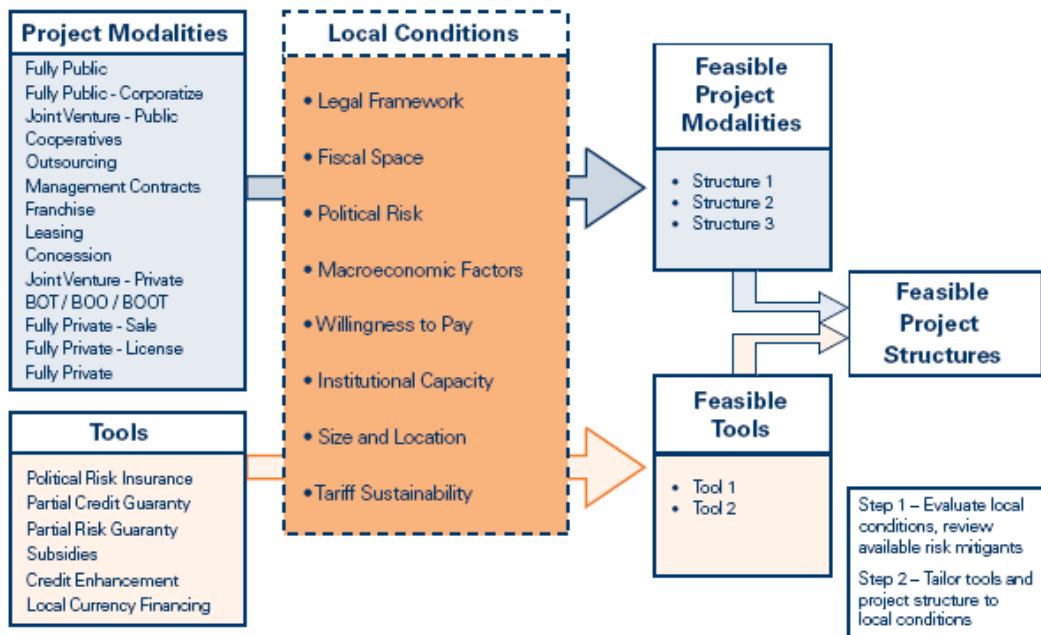 Project Modalities
Fully Public
Fully Public - Corporatize
Joint Venture - Public
Cooperatives
Outsourcing
Management Contracts
Franchise
Leasing
Concession
Joint Venture - Private
BOT / BOO / BOOT
Fully Private - Sale
Fully Private - License
Fully Private
Tools
Political Risk Insurance
Partial Credit Guaranty
Partial Risk Guaranty
Subsidies
Credit Enhancement
Local Currency Financing
Local Conditions
• Legal Framework
• Fiscal Space
• Political Risk
• Macroeconomic Factors
• Willingness to Pay
• Institutional Capacity
• Size and Location
• Tariff Sustainability
Feasible
Project
Modalities
• Structure 1
• Structure 2
• Structure 3
Feasible
Tools
• Tool 1
• Tool 2
Feasible
Project
Structures
Step 1 – Evaluate local
conditions, review
available risk mitigants
Step 2 – Tailor tools and
project structure to
local conditions